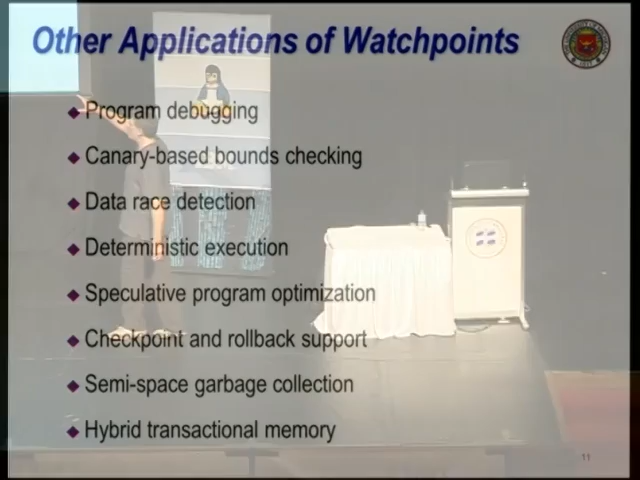 Other Applications of Watchpoints
Program debugging
Canary-based bounds checking
Data race detection
Deterministic execution
Speculative program optimization
Checkpoint and rollback support
Semi-space garbage collection
Hybrid transactional memory
11